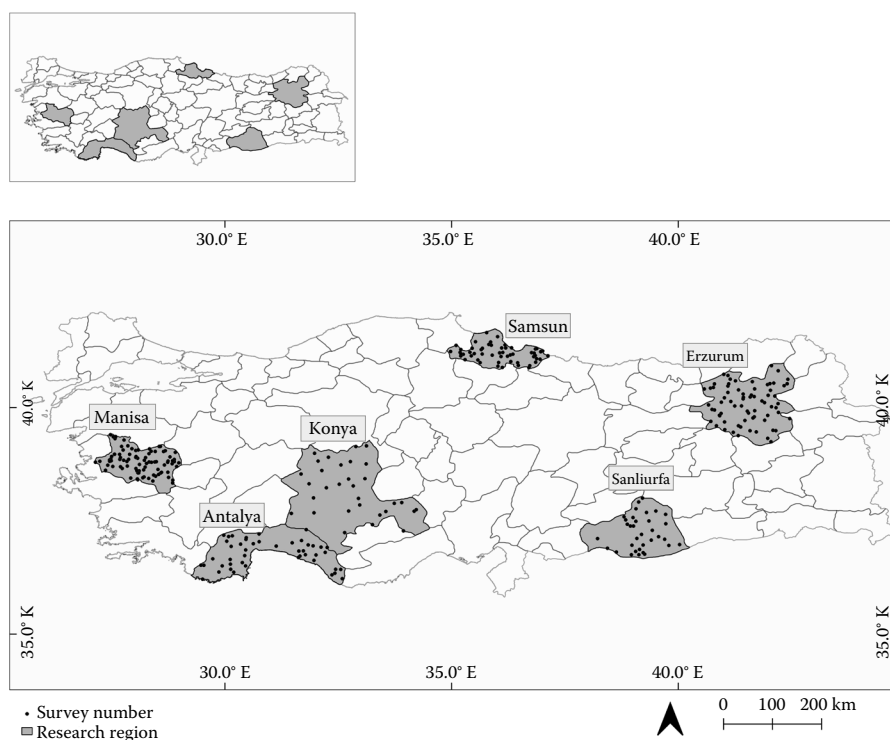 30.0° E 35.0° E 40.0° E
Samsun
Erzurum
40.0° K
40.0° K
Manisa
Konya
Sanliurfa
Antalya
35.0° K
35.0° K
30.0° E 35.0° E 40.0° E
Survey number
Research region
0 100 200 km